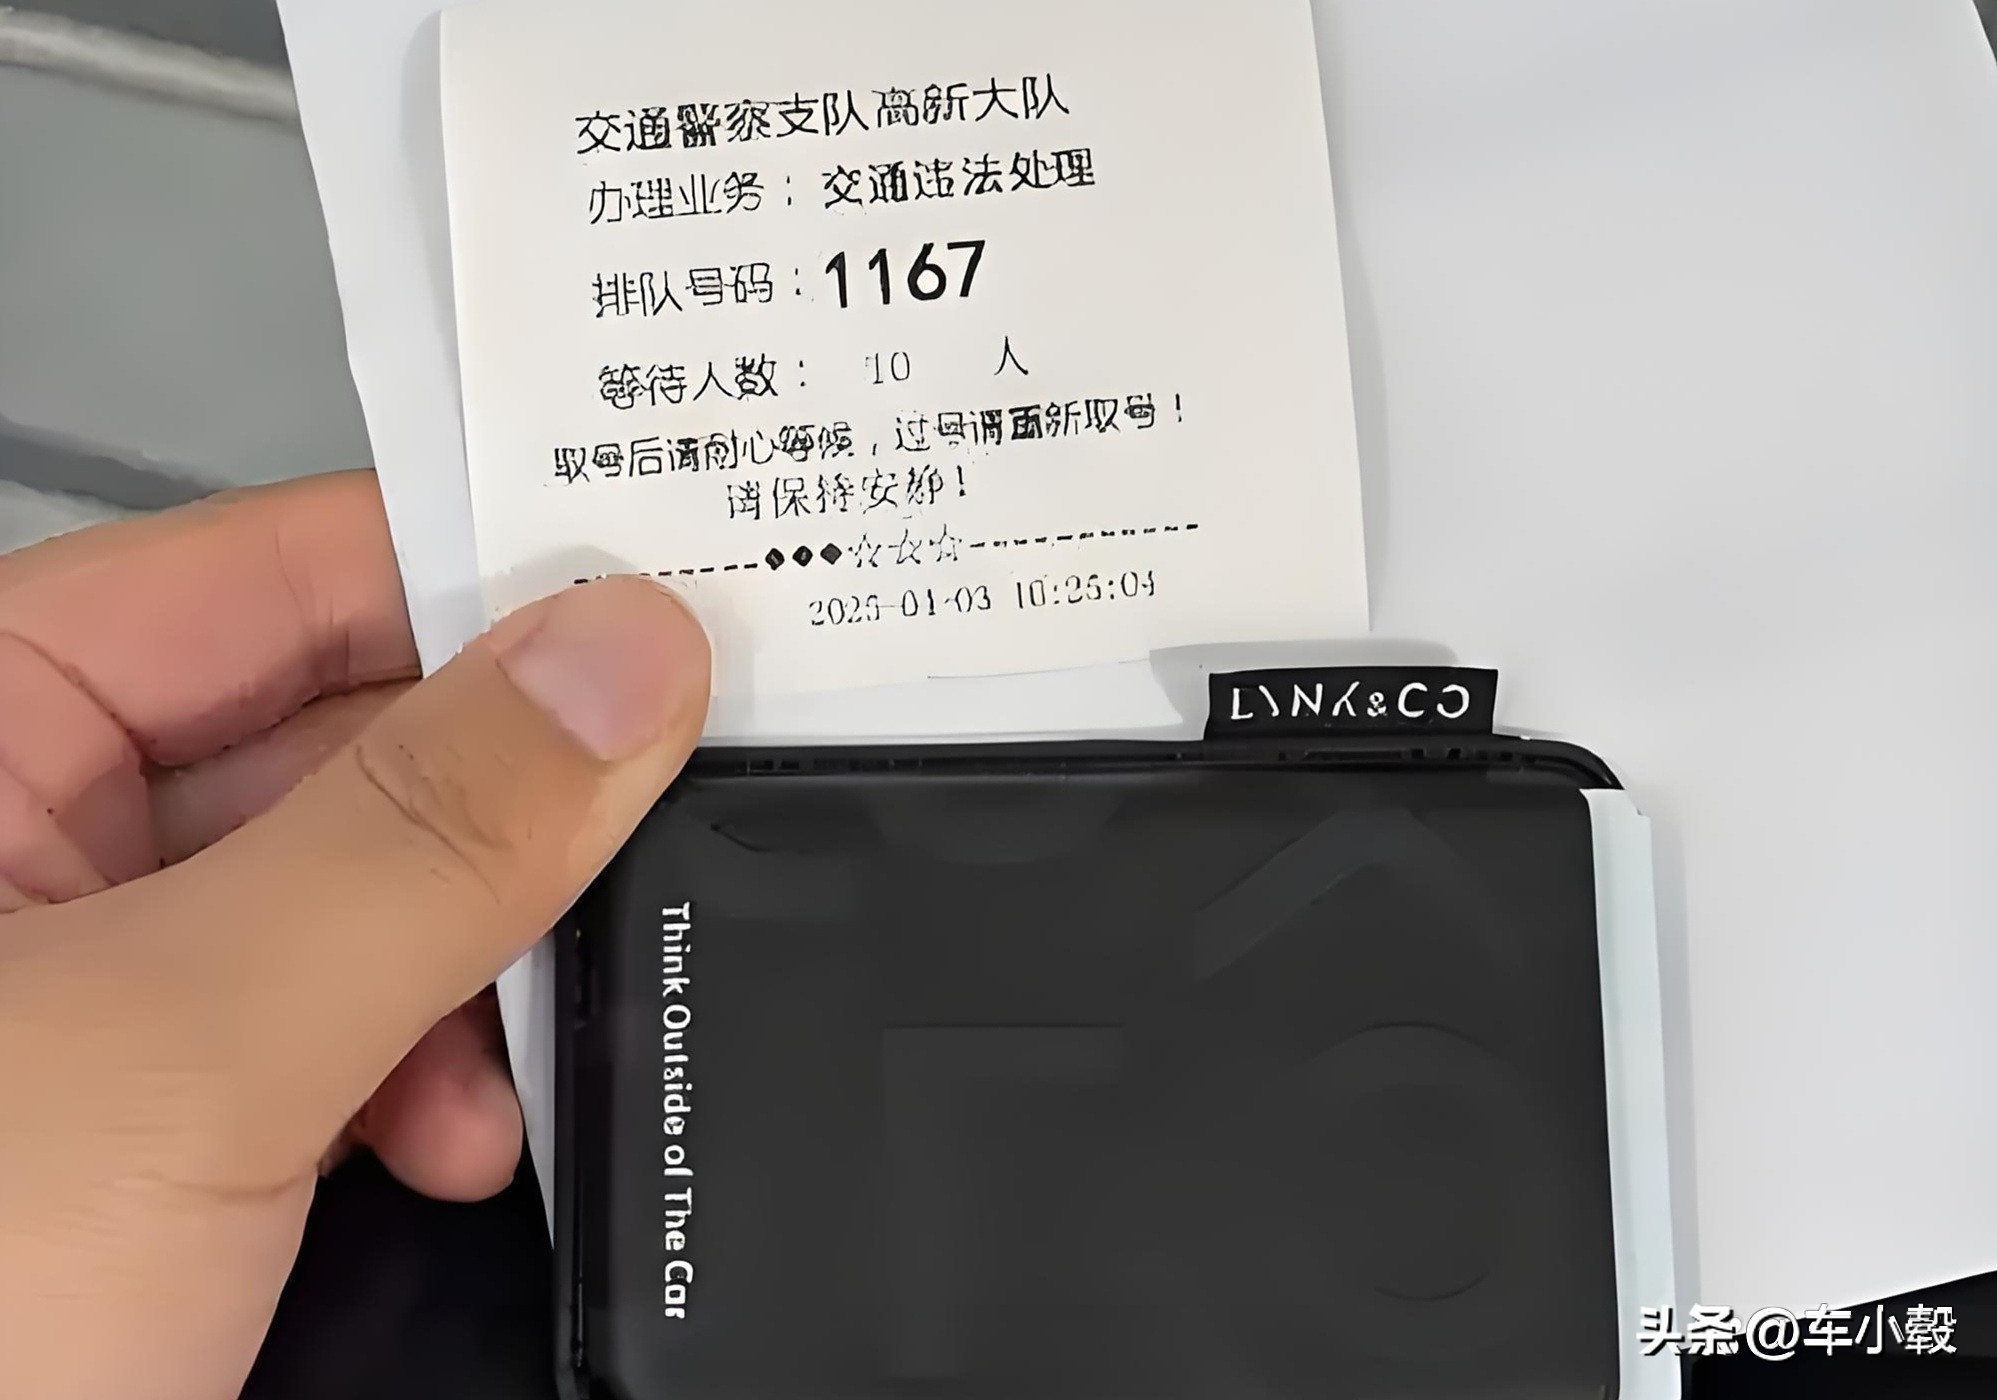 交通警察支队高新大队
办理业务：交通违法处理
排队号码：1167
等待人数： 10 人
取号后请耐心等候，过号请重新取号！
请保持安静！
------◆◆◆☆☆☆------
2025-01-03 10:25:04
LYNK&CO
Think Outside of The Car
头条@车小毂